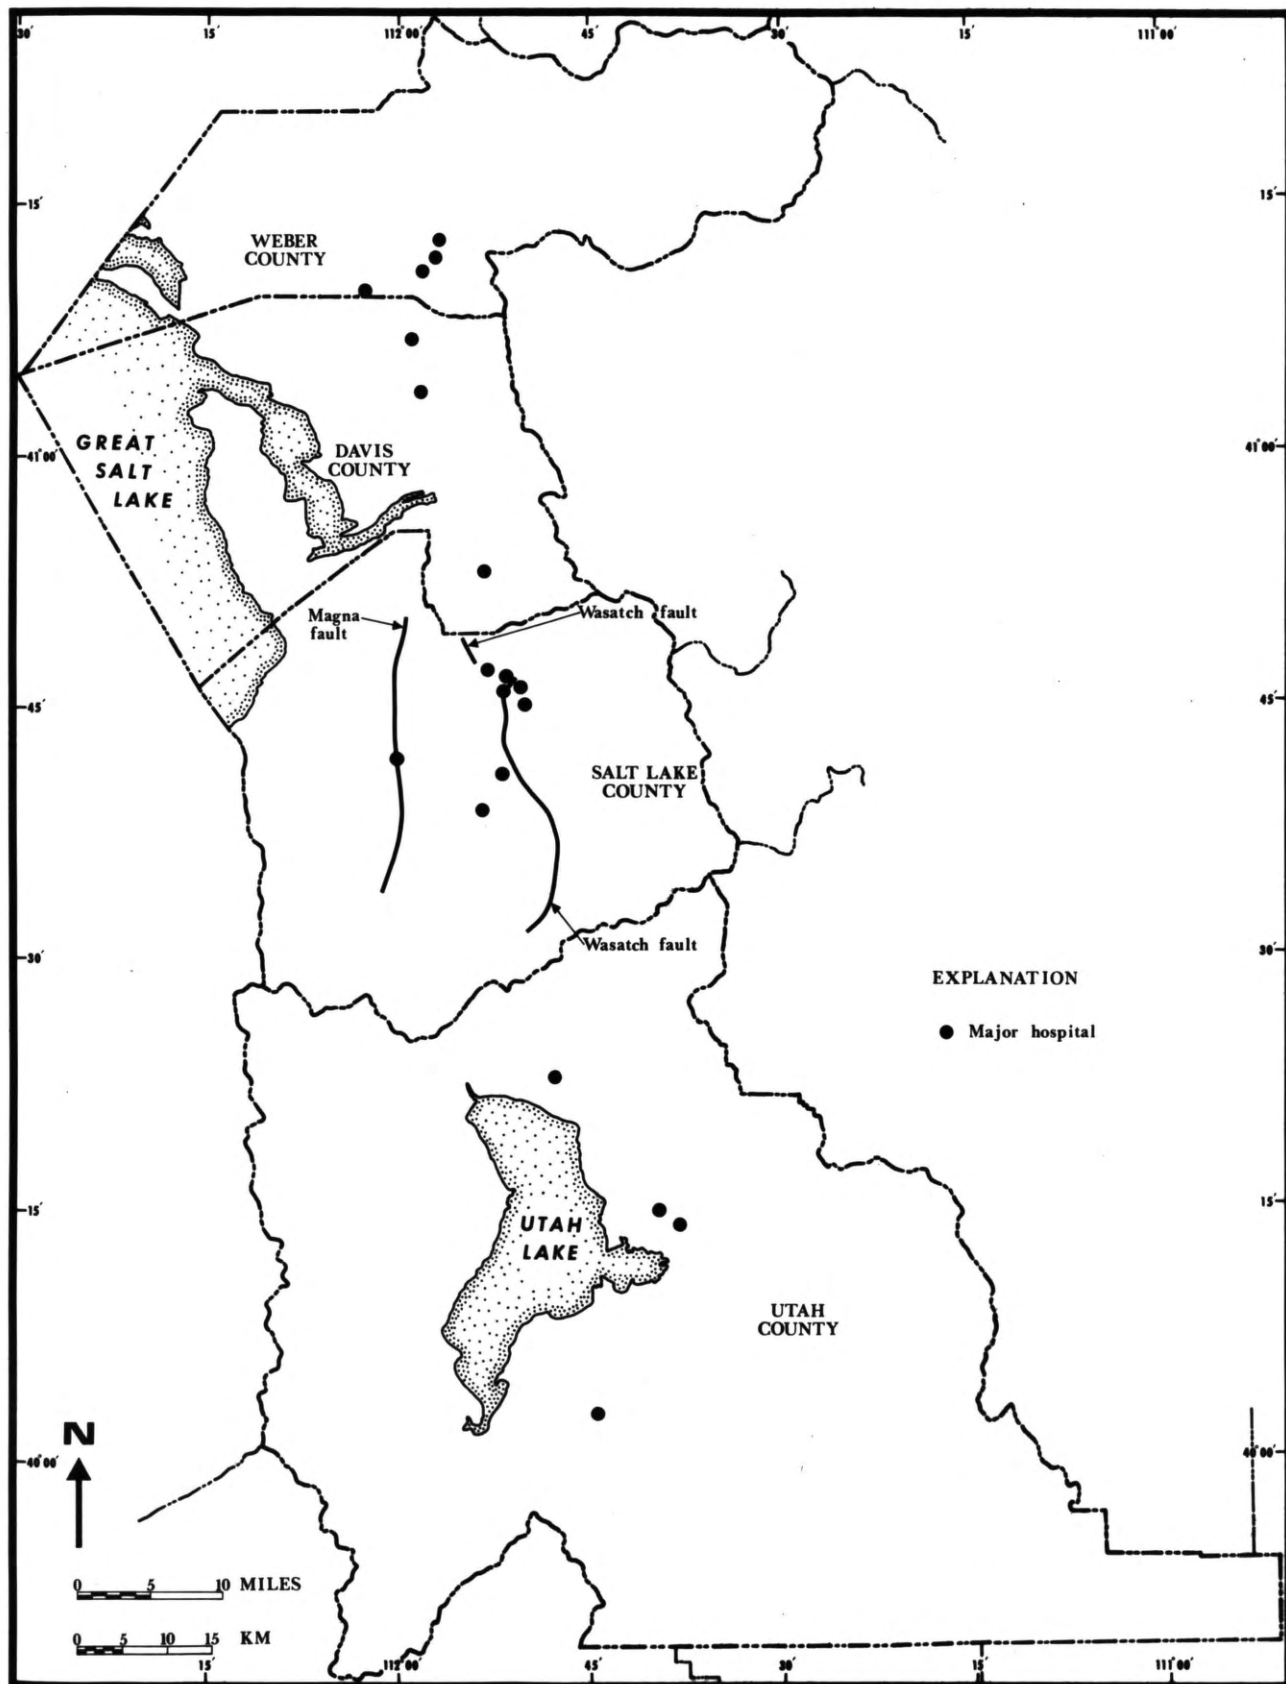 30′ 15′ 112°00′ 45′ 30′ 15′ 111°00′
15′ 15′
WEBER
COUNTY
GREAT
SALT
LAKE
DAVIS
COUNTY
41°00′ 41°00′
Magna
fault
Wasatch fault
45′ 45′
SALT LAKE
COUNTY
Wasatch fault
30′ 30′
EXPLANATION
Major hospital
15′ 15′
UTAH
LAKE
UTAH
COUNTY
N
40°00′ 40°00′
0 5 10 MILES
0 5 10 15 KM
15′ 112°00′ 45′ 30′ 15′ 111°00′